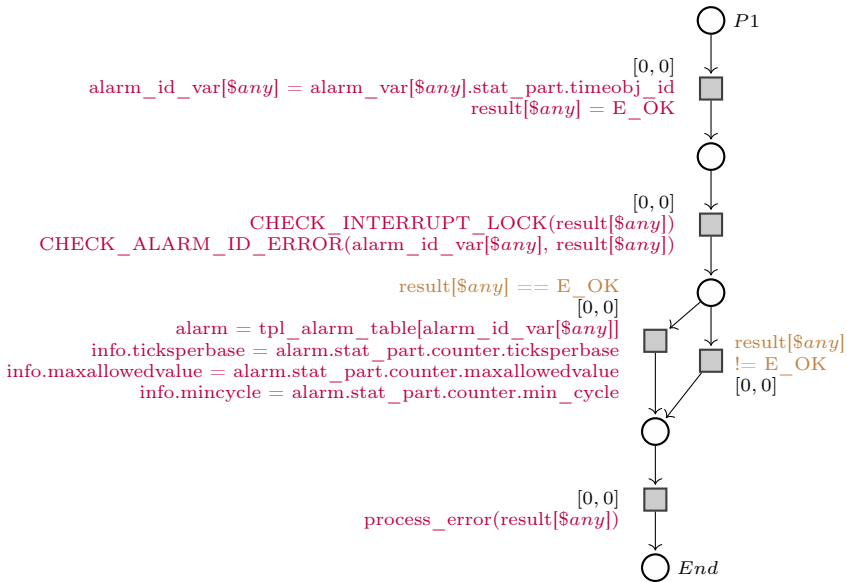 P1
[0, 0]
alarm_id_var[$any] = alarm_var[$any].stat_part.timeobj_id
result[$any] = E_OK
[0, 0]
CHECK_INTERRUPT_LOCK(result[$any])
CHECK_ALARM_ID_ERROR(alarm_id_var[$any], result[$any])
result[$any] == E_OK
[0, 0]
alarm = tpl_alarm_table[alarm_id_var[$any]]
info.ticksperbase = alarm.stat_part.counter.ticksperbase
info.maxallowedvalue = alarm.stat_part.counter.maxallowedvalue
info.mincycle = alarm.stat_part.counter.min_cycle
result[$any]
!= E_OK
[0, 0]
[0, 0]
process_error(result[$any])
End